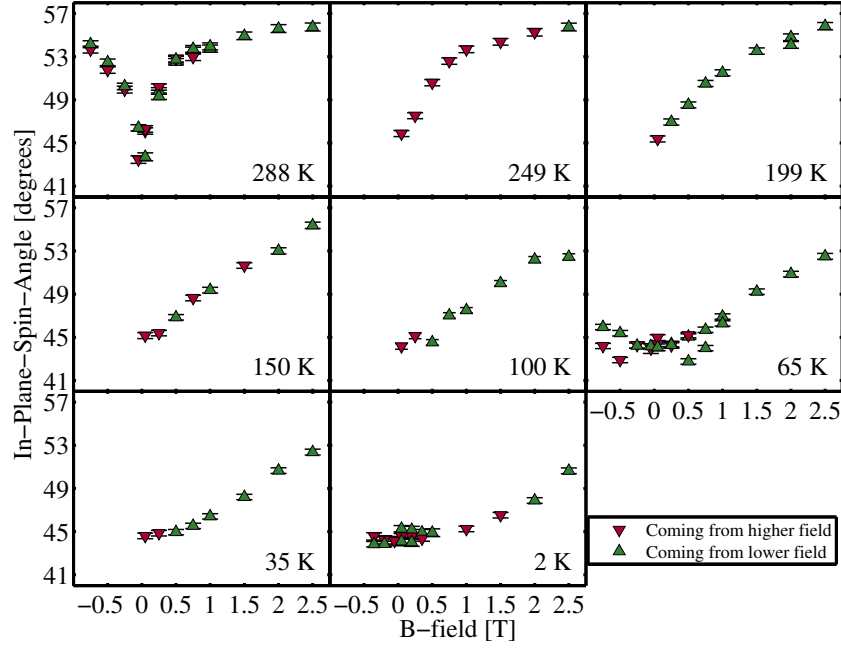 In−Plane−Spin−Angle [degrees]
57
53
49
45
41
288 K
249 K
199 K
57
53
49
45
41
150 K
100 K
65 K
−0.5 0 0.5 1 1.5 2 2.5
57
53
49
45
41
35 K
2 K
Coming from higher field
Coming from lower field
−0.5 0 0.5 1 1.5 2 2.5
−0.5 0 0.5 1 1.5 2 2.5
B−field [T]